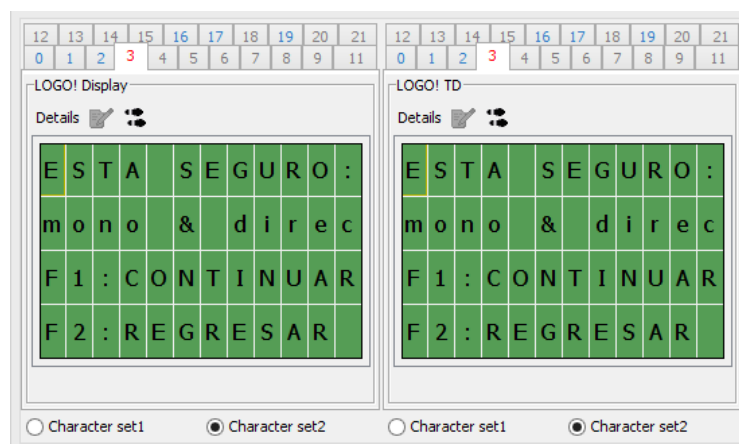 12 13 14 15 16 17 18 19 20 21
0 1 2 3 4 5 6 7 8 9 11
LOGO! Display
Details
ESTA SEGURO:
mono & direc
F1:CONTINUAR
F2:REGRESAR
Character set1 Character set2
12 13 14 15 16 17 18 19 20 21
0 1 2 3 4 5 6 7 8 9 11
LOGO! TD
Details
ESTA SEGURO:
mono & direc
F1:CONTINUAR
F2:REGRESAR
Character set1 Character set2